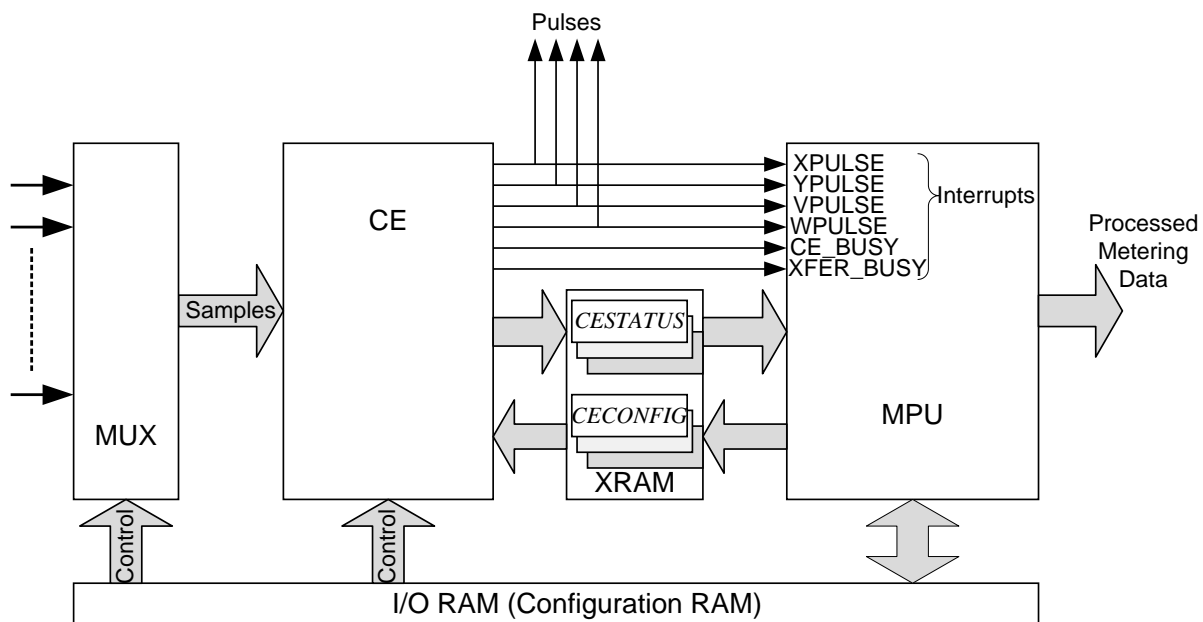 Pulses
XPULSE
YPULSE
VPULSE
WPULSE
CE_BUSY
XFER_BUSY
Interrupts
CE
Samples
MUX
CESTATUS
CECONFIG
XRAM
MPU
Processed
Metering
Data
Control
Control
I/O RAM (Configuration RAM)